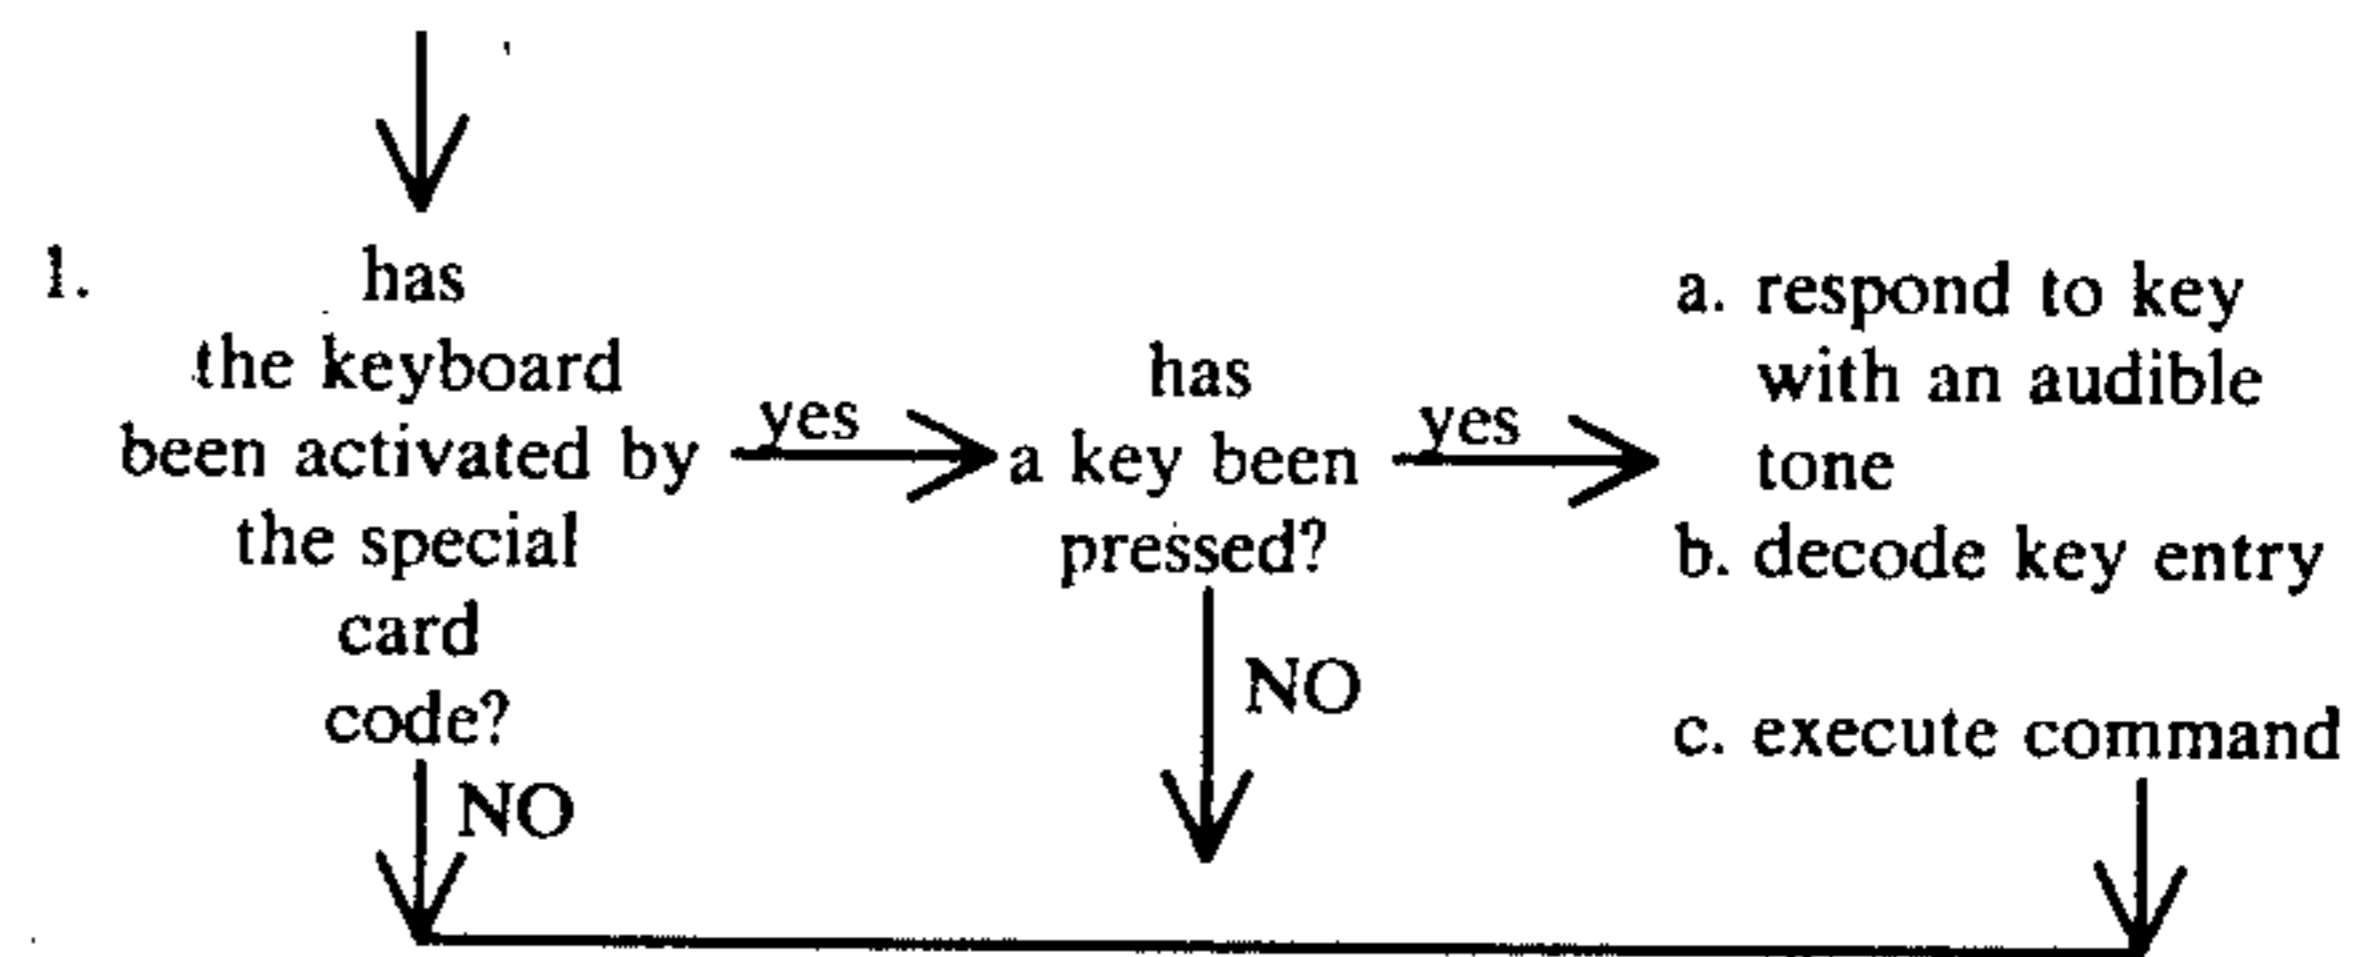 1.
has
the keyboard
been activated by
the special
card
code?
yes
NO
has
a key been
pressed?
yes
NO
a. respond to key
with an audible
tone
b. decode key entry
c. execute command